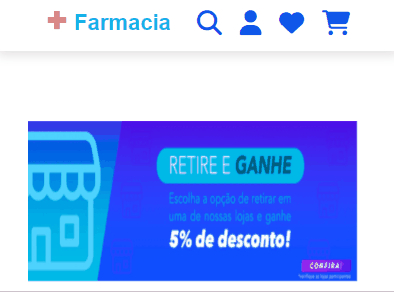 Farmacia
RETIRE E GANHE
Escolha a opção de retirar em
uma de nossas lojas e ganhe
5% de desconto!
CONFIRA
*Verifique as lojas participantes